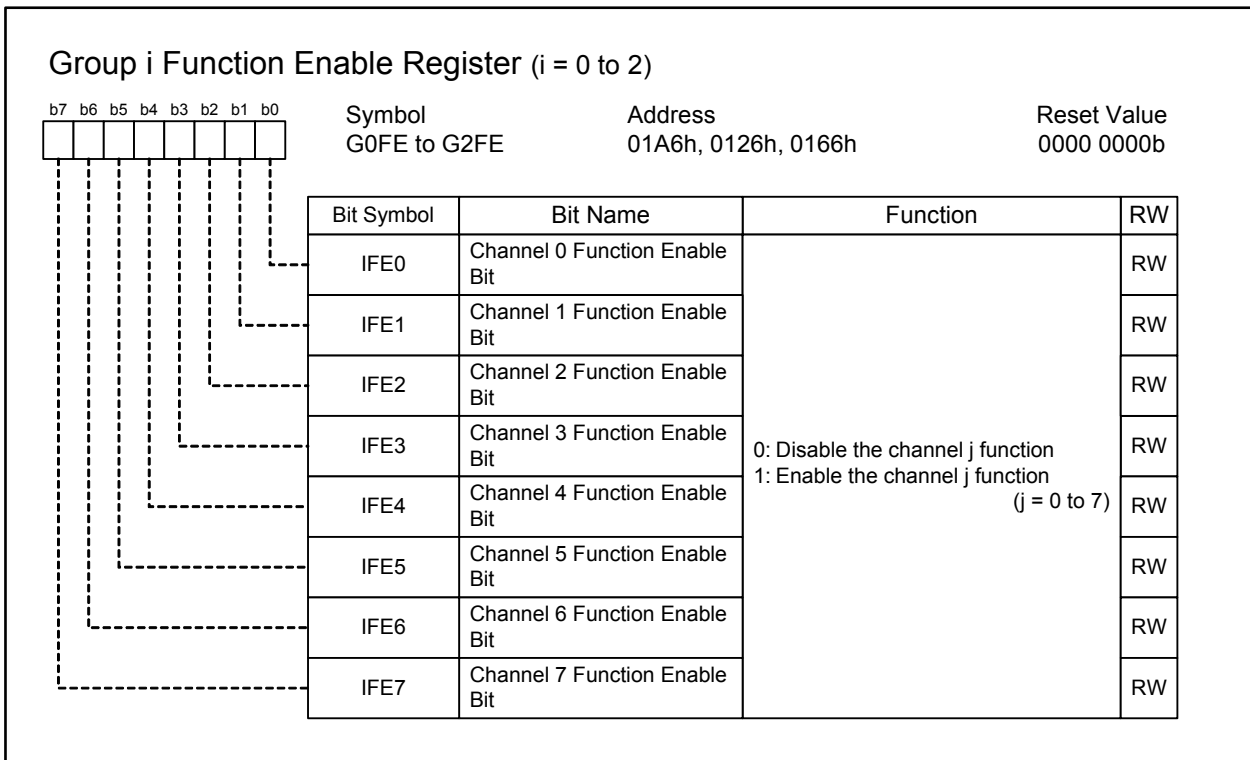 Group i Function Enable Register (i = 0 to 2)
b7 b6 b5 b4 b3 b2 b1 b0
Symbol Address Reset Value
G0FE to G2FE 01A6h, 0126h, 0166h 0000 0000b
Bit Symbol Bit Name Function RW
IFE0 Channel 0 Function Enable Bit RW
IFE1 Channel 1 Function Enable Bit RW
IFE2 Channel 2 Function Enable Bit RW
IFE3 Channel 3 Function Enable Bit RW
0: Disable the channel j function
1: Enable the channel j function
(j = 0 to 7)
IFE4 Channel 4 Function Enable Bit RW
IFE5 Channel 5 Function Enable Bit RW
IFE6 Channel 6 Function Enable Bit RW
IFE7 Channel 7 Function Enable Bit RW